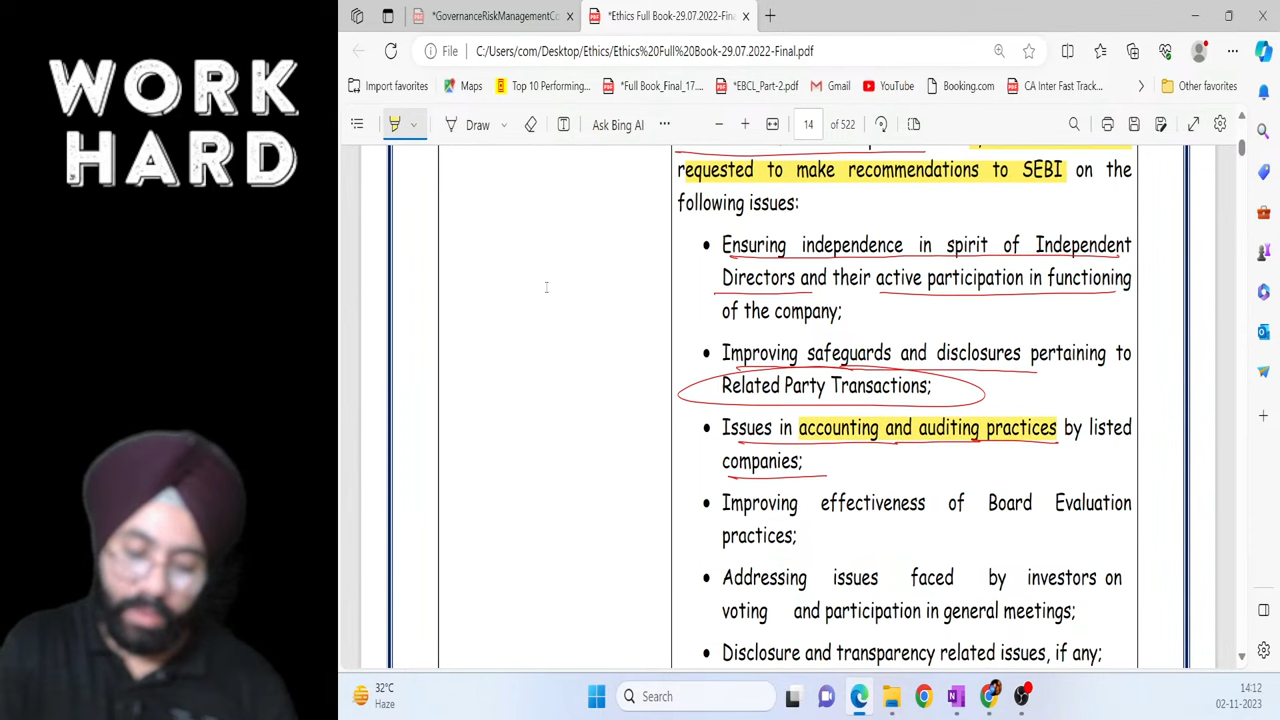 WORK
HARD
*GovernanceRiskManagementCo
*Ethics Full Book-29.07.2022-Fina
File
C:/Users/com/Desktop/Ethics/Ethics%20Full%20Book-29.07.2022-Final.pdf
Import favorites
Maps
Top 10 Performing...
*Full Book_Final_17....
*EBCL_Part-2.pdf
Gmail
YouTube
Booking.com
CA Inter Fast Track...
Other favorites
Draw
Ask Bing AI
14
of 522
requested to make recommendations to SEBI on the
following issues:
• Ensuring independence in spirit of Independent
Directors and their active participation in functioning
of the company;
• Improving safeguards and disclosures pertaining to
Related Party Transactions;
• Issues in accounting and auditing practices by listed
companies;
• Improving effectiveness of Board Evaluation
practices;
• Addressing issues faced by investors on
voting and participation in general meetings;
• Disclosure and transparency related issues, if any;
32°C
Haze
Search
14:12
02-11-2023